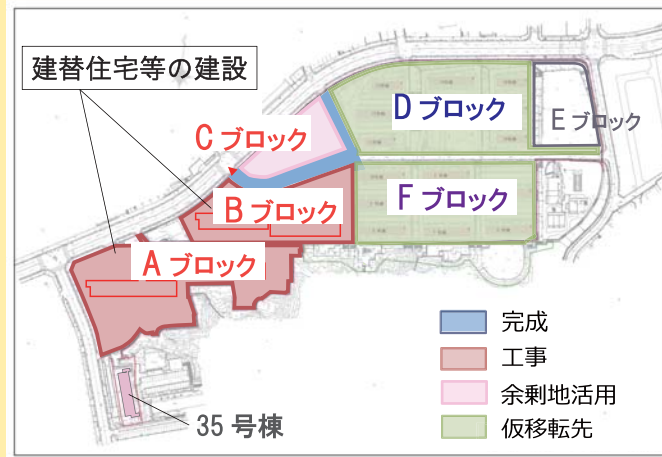 建替住宅等の建設
Dブロック
Eブロック
Cブロック
Bブロック
Fブロック
Aブロック
35号棟
完成
工事
余剰地活用
仮移転先